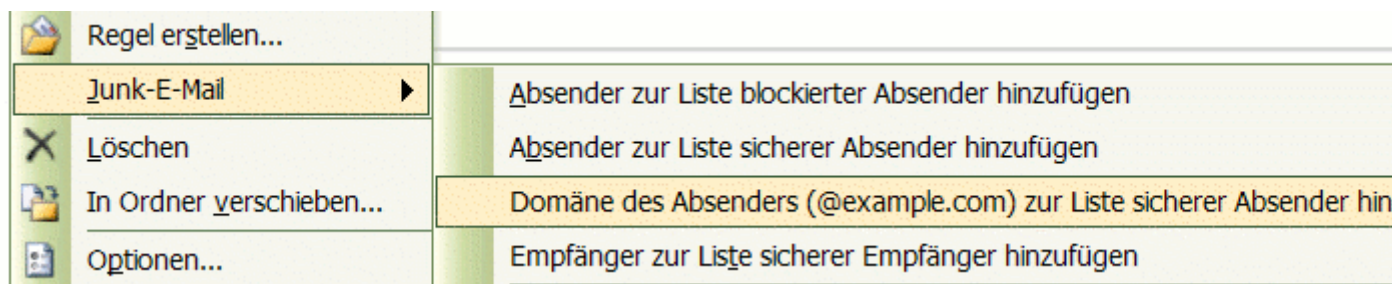 Regel erstellen...
Junk-E-Mail
Löschen
In Ordner verschieben...
Optionen...
Absender zur Liste blockierter Absender hinzufügen
Absender zur Liste sicherer Absender hinzufügen
Domäne des Absenders (@example.com) zur Liste sicherer Absender hin
Empfänger zur Liste sicherer Empfänger hinzufügen